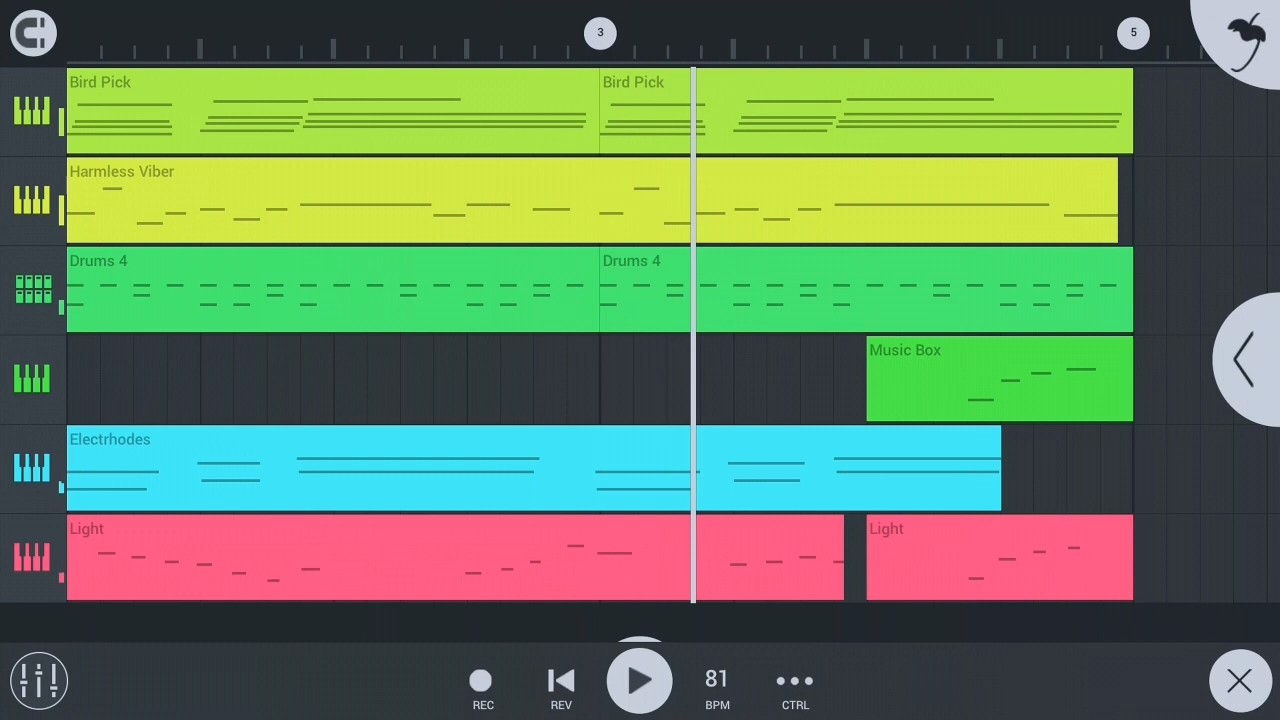 3
5
Bird Pick
Bird Pick
Harmless Viber
Drums 4
Drums 4
Music Box
Electrhodes
Light
Light
81
REC
REV
BPM
CTRL